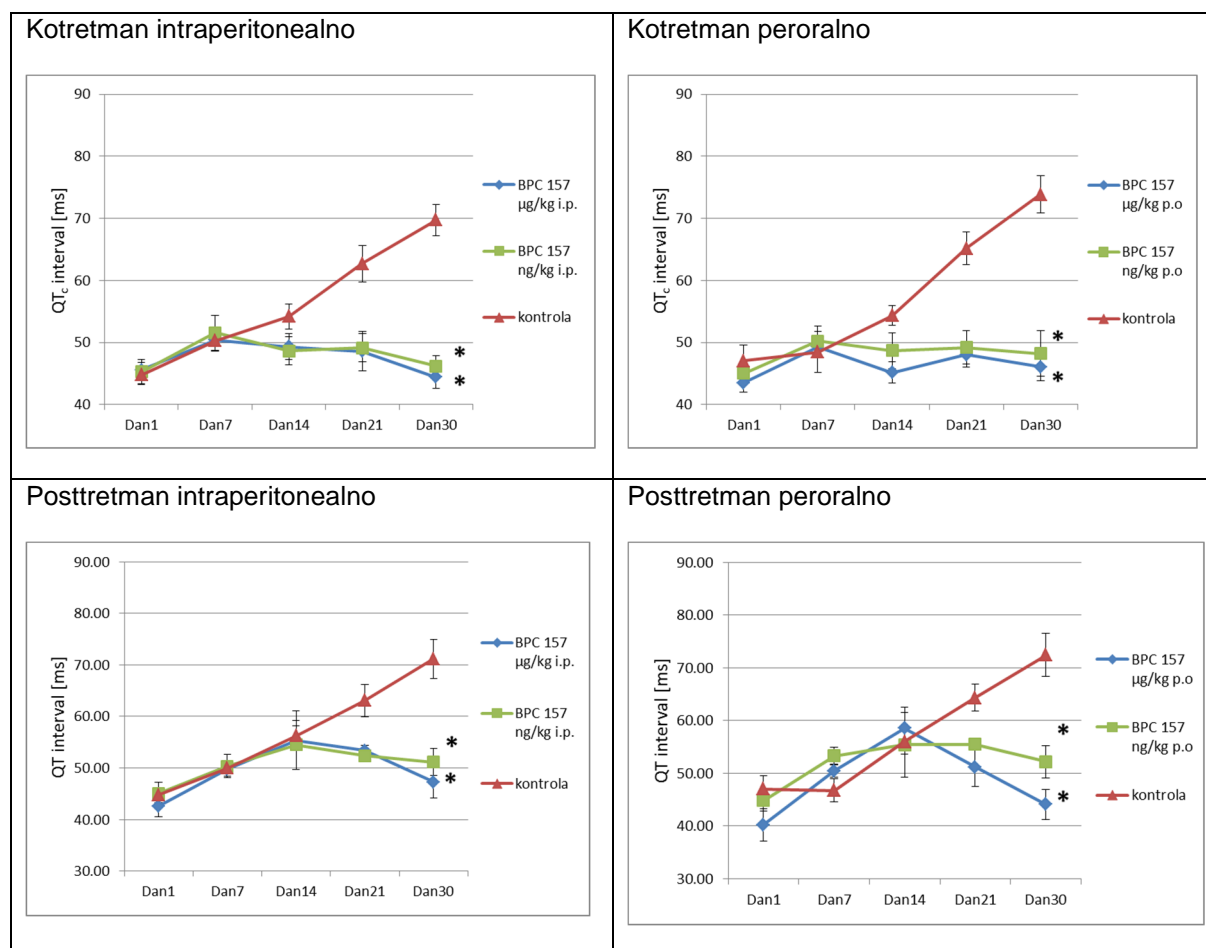 Kotretman intraperitonealno
90
80
70
60
50
40
QTc interval [ms]
Dan1 Dan7 Dan14 Dan21 Dan30
BPC 157
µg/kg i.p.
BPC 157
ng/kg i.p.
kontrola
*
*
Kotretman peroralno
90
80
70
60
50
40
QTc interval [ms]
Dan1 Dan7 Dan14 Dan21 Dan30
BPC 157
µg/kg p.o
BPC 157
ng/kg p.o
kontrola
*
*
Posttretman intraperitonealno
90.00
80.00
70.00
60.00
50.00
40.00
30.00
QT interval [ms]
Dan1 Dan7 Dan14 Dan21 Dan30
BPC 157
µg/kg i.p.
BPC 157
ng/kg i.p.
kontrola
*
*
Posttretman peroralno
90.00
80.00
70.00
60.00
50.00
40.00
30.00
QT interval [ms]
Dan1 Dan7 Dan14 Dan21 Dan30
BPC 157
µg/kg p.o
BPC 157
ng/kg p.o
kontrola
*
*